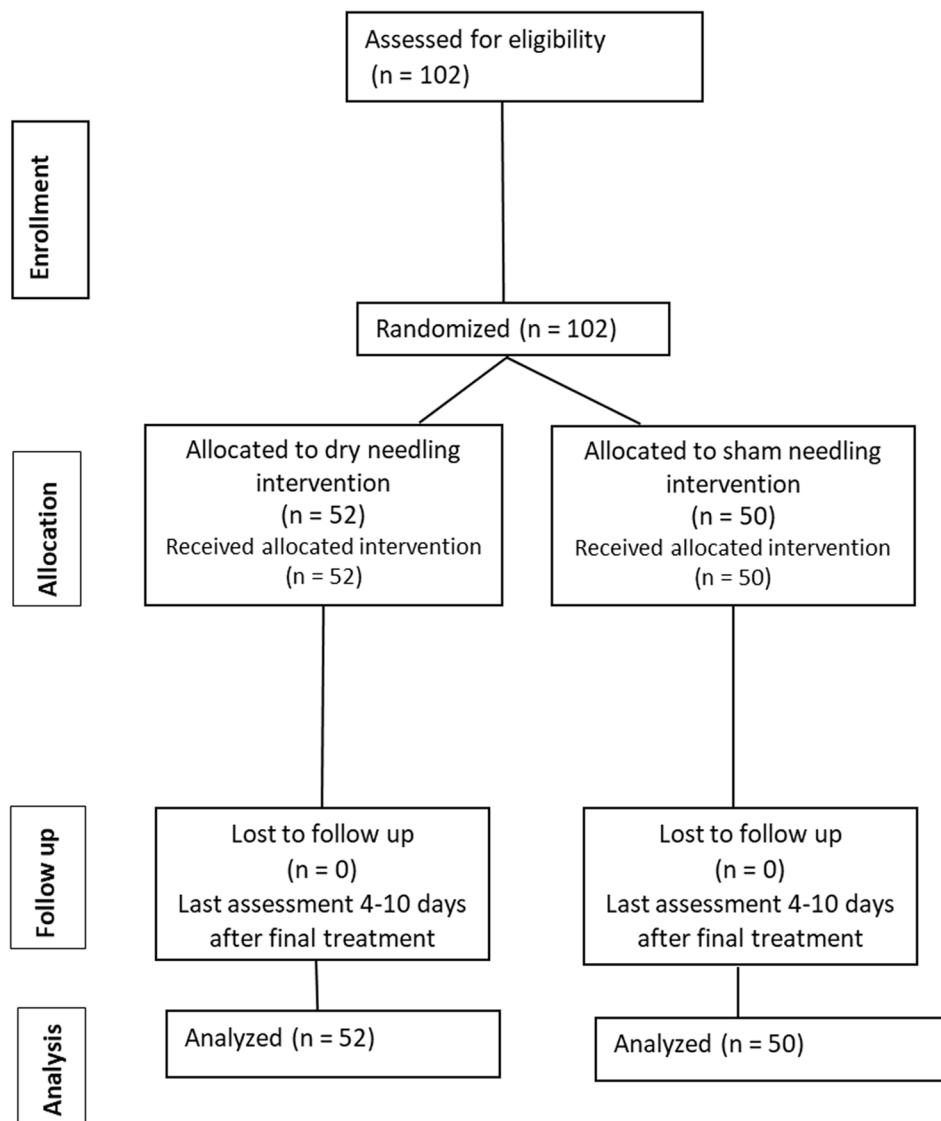 Assessed for eligibility
(n = 102)
Enrollment
Randomized (n = 102)
Allocation
Allocated to dry needling
intervention
(n = 52)
Received allocated intervention
(n = 52)
Allocated to sham needling
intervention
(n = 50)
Received allocated intervention
(n = 50)
Follow up
Lost to follow up
(n = 0)
Last assessment 4-10 days
after final treatment
Lost to follow up
(n = 0)
Last assessment 4-10 days
after final treatment
Analysis
Analyzed (n = 52)
Analyzed (n = 50)